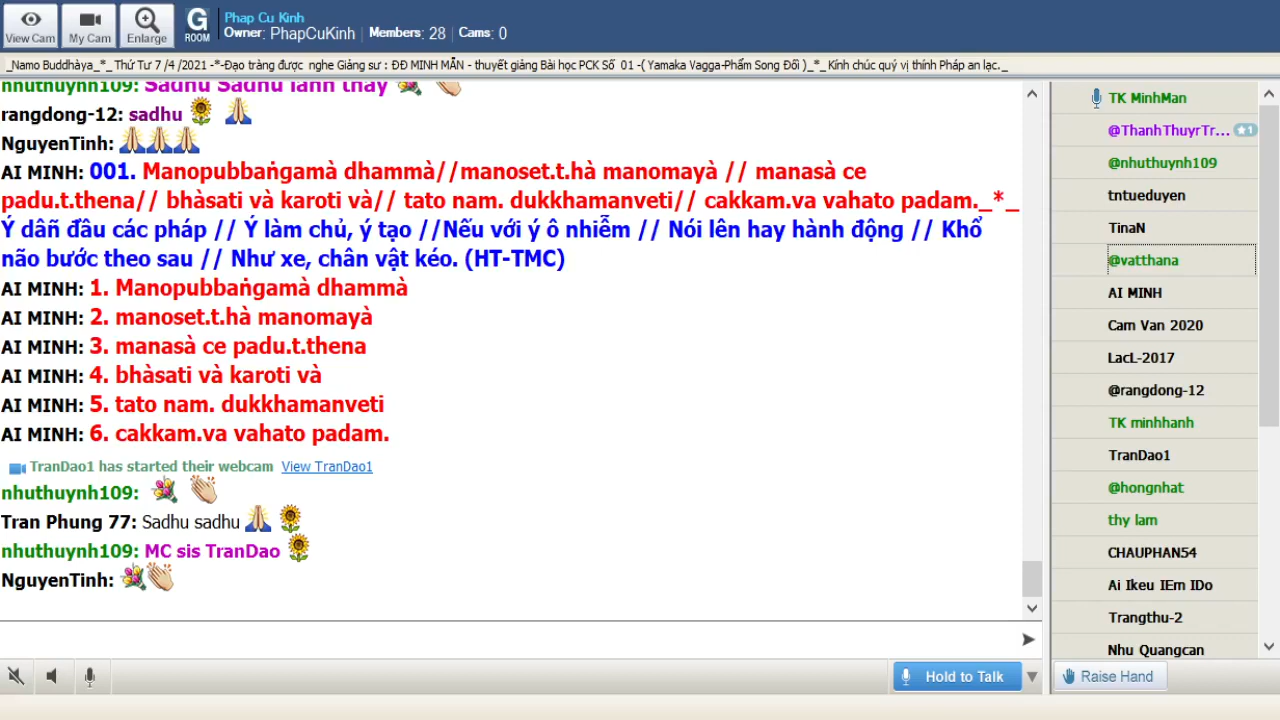 View Cam
My Cam
Enlarge
G
ROOM
Phap Cu Kinh
Owner: PhapCuKinh Members: 28 Cams: 0
_Namo Buddhàya_*_ Thứ Tư 7 /4 /2021 -*-Đạo tràng được nghe Giảng sư : ĐĐ MINH MẪN - thuyết giảng Bài học PCK Số 01 -( Yamaka Vagga-Phẩm Song Đối )_*_ Kính chúc quý vị thính Pháp an lạc._
nhuthuynh109: Sadhu Sadhu lành thay
rangdong-12: sadhu
NguyenTinh:
AI MINH: 001. Manopubbaṅgamà dhammà//manoset.t.hà manomayà // manasà ce
padu.t.thena// bhàsati và karoti và// tato nam. dukkhamanveti// cakkam.va vahato padam._*_
Ý dẫn đầu các pháp // Ý làm chủ, ý tạo //Nếu với ý ô nhiễm // Nói lên hay hành động // Khổ
não bước theo sau // Như xe, chân vật kéo. (HT-TMC)
AI MINH: 1. Manopubbaṅgamà dhammà
AI MINH: 2. manoset.t.hà manomayà
AI MINH: 3. manasà ce padu.t.thena
AI MINH: 4. bhàsati và karoti và
AI MINH: 5. tato nam. dukkhamanveti
AI MINH: 6. cakkam.va vahato padam.
TranDao1 has started their webcam View TranDao1
nhuthuynh109:
Tran Phung 77: Sadhu sadhu
nhuthuynh109: MC sis TranDao
NguyenTinh:
Hold to Talk
TK MinhMan
@ThanhThuyrTr... ★1
@nhuthuynh109
tntueduyen
TinaN
@vatthana
AI MINH
Cam Van 2020
LacL-2017
@rangdong-12
TK minhhanh
TranDao1
@hongnhat
thy lam
CHAUPHAN54
Ai Ikeu IEm IDo
Trangthu-2
Nhu Quangcan
Raise Hand